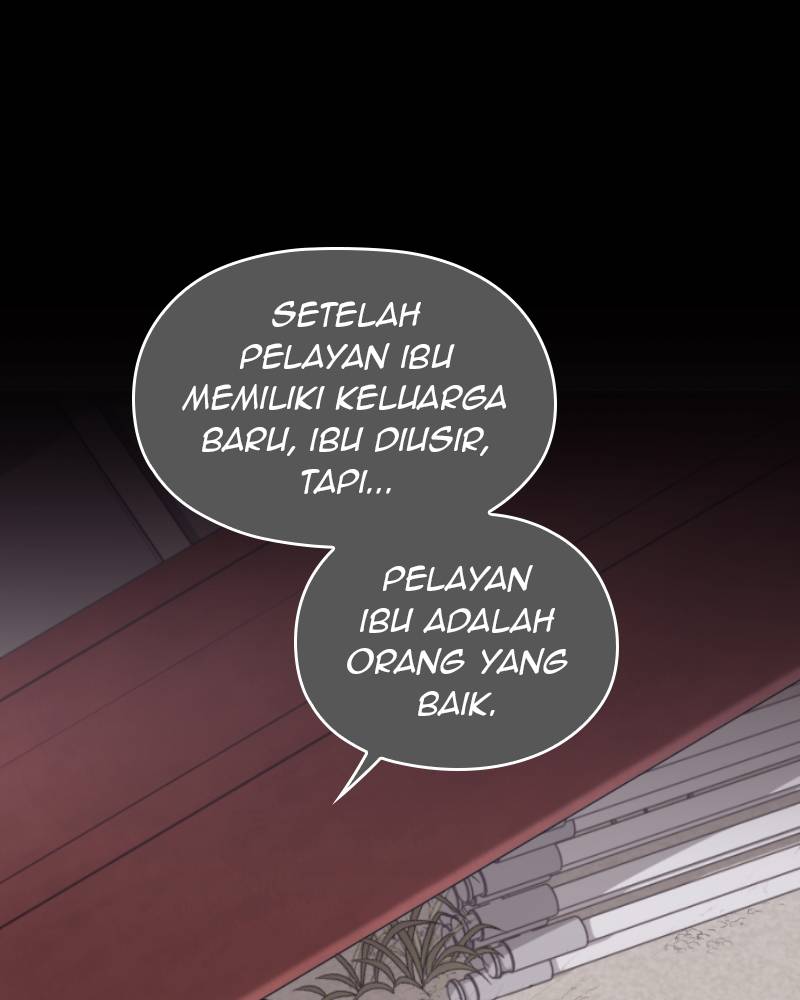 SETELAH
PELAYAN IBU
MEMILIKI KELUARGA
BARU, IBU DIUSIR,
TAPI...
PELAYAN
IBU ADALAH
ORANG YANG
BAIK.